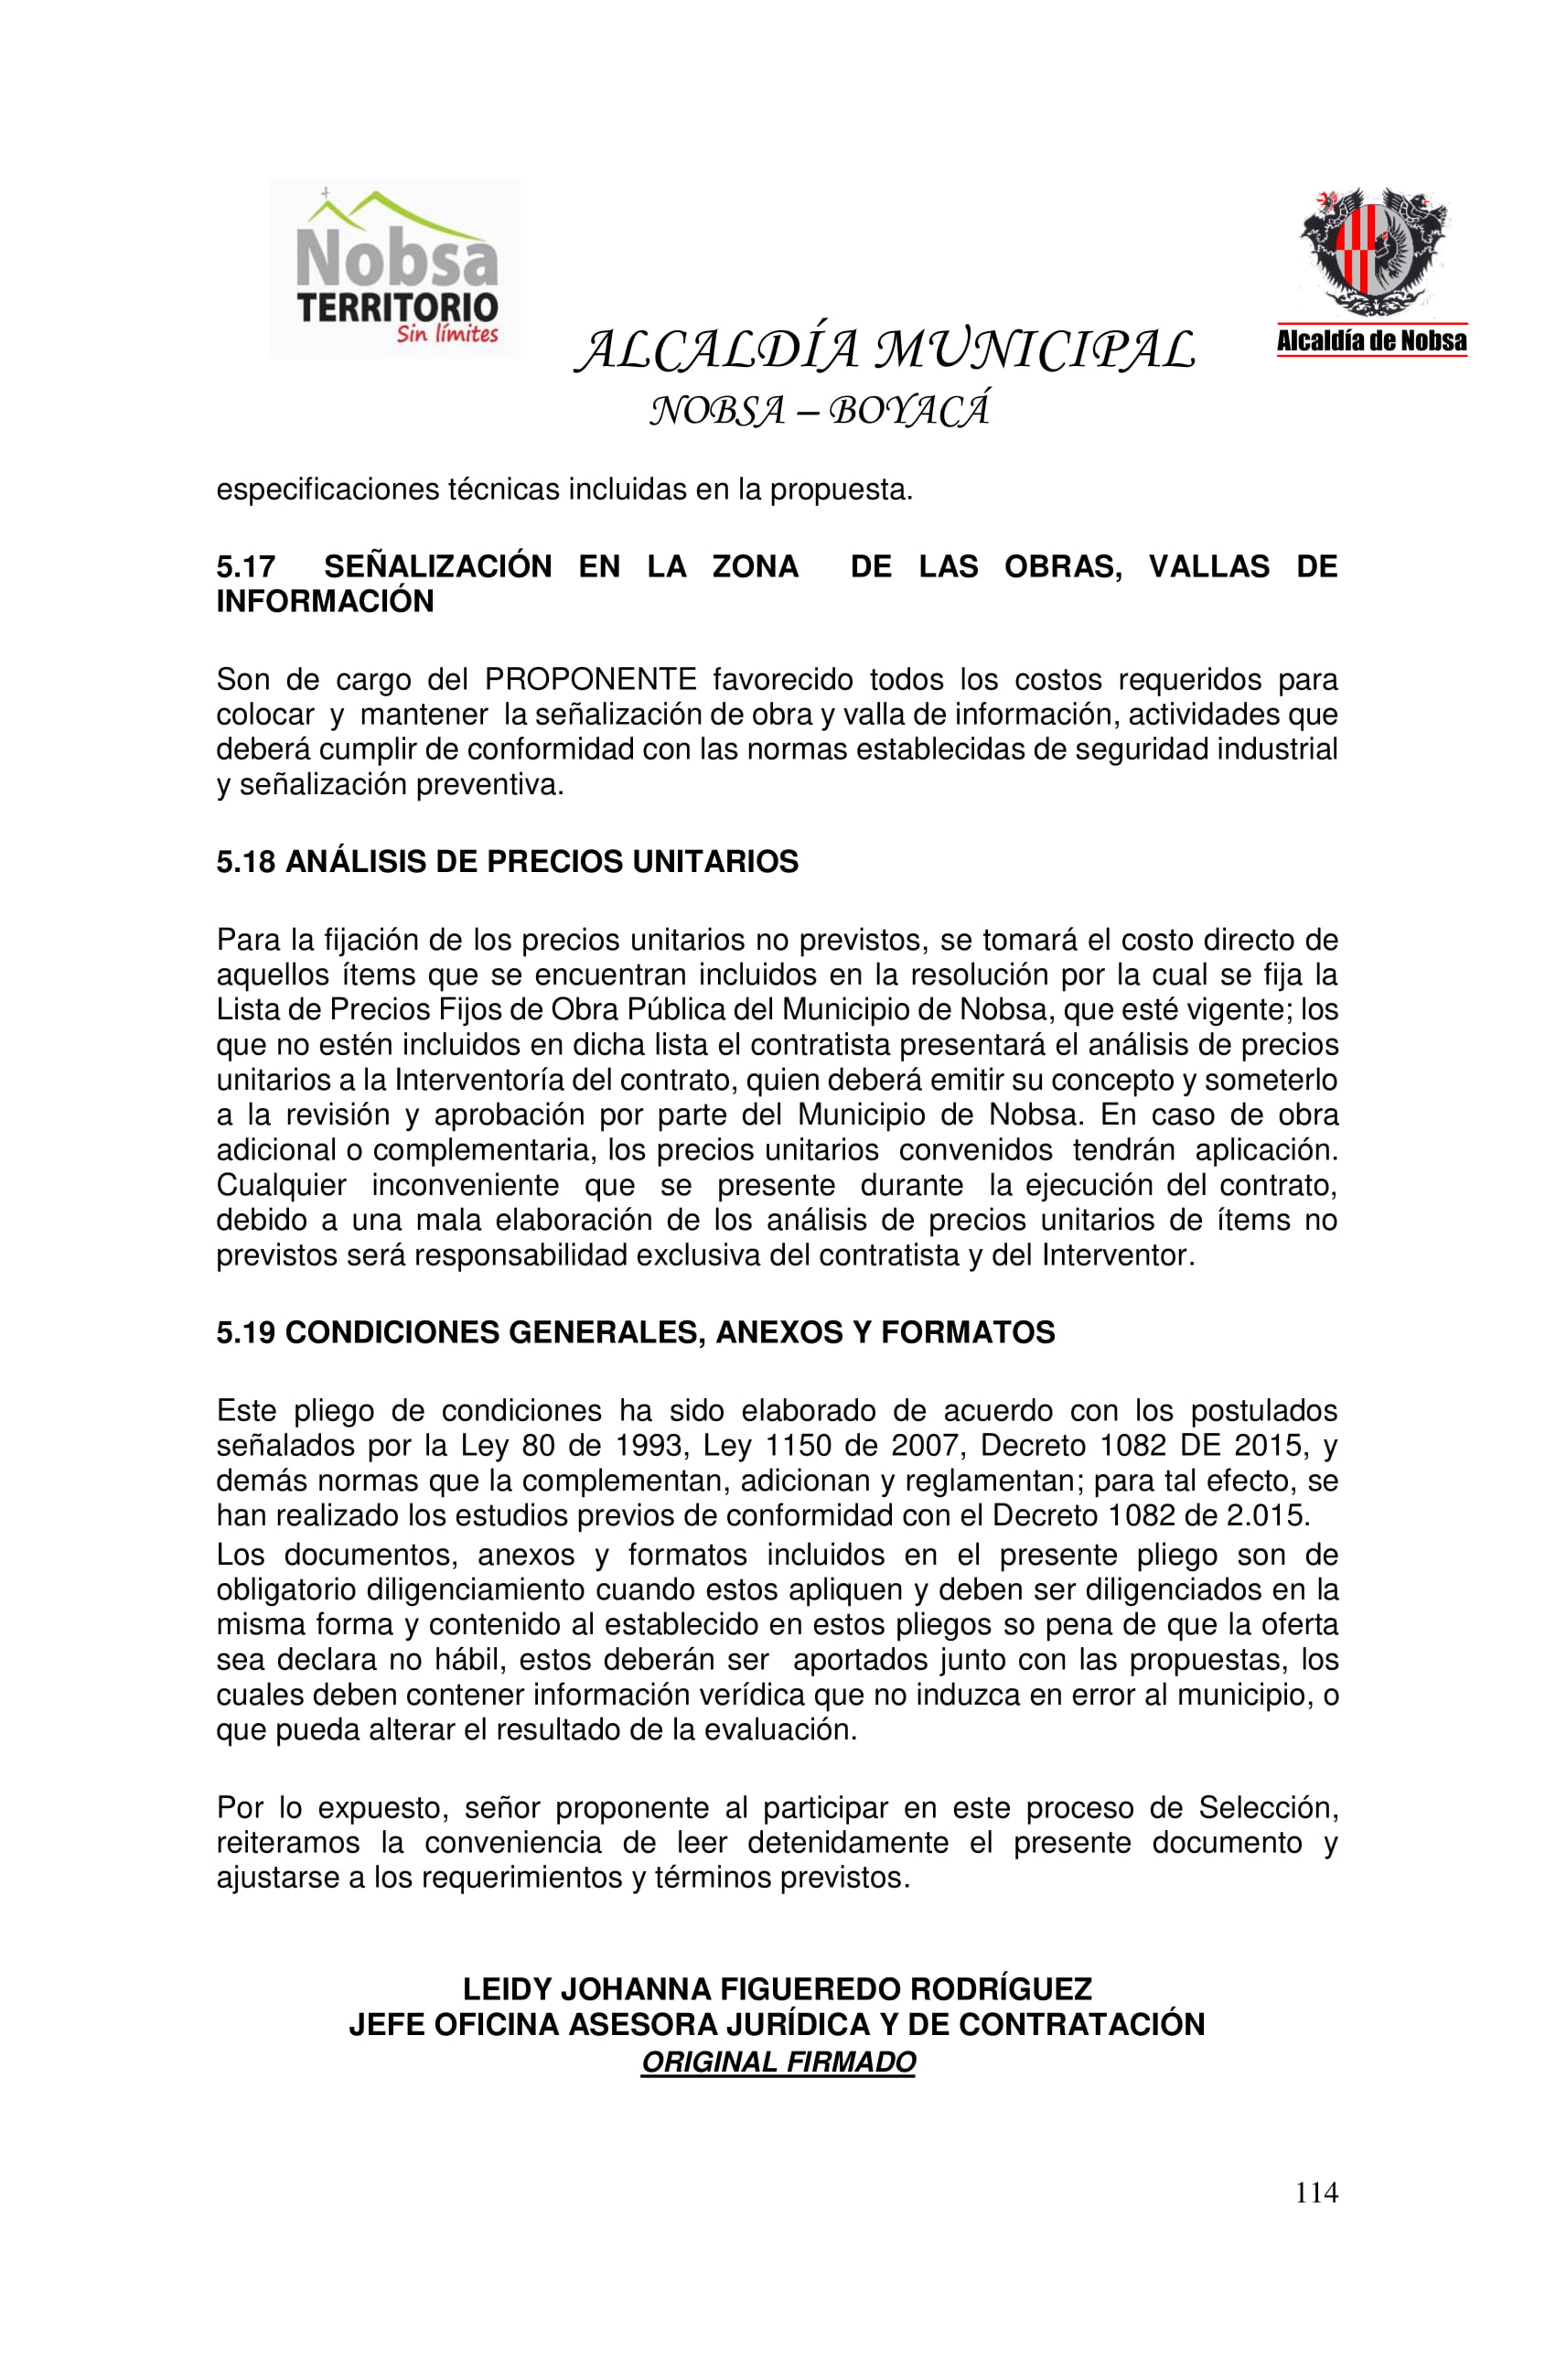 Nobsa
TERRITORIO
Sin límites
Alcaldía de Nobsa
ALCALDÍA MUNICIPAL
NOBSA – BOYACÁ
especificaciones técnicas incluidas en la propuesta.
5.17 SEÑALIZACIÓN EN LA ZONA DE LAS OBRAS, VALLAS DE
INFORMACIÓN
Son de cargo del PROPONENTE favorecido todos los costos requeridos para
colocar y mantener la señalización de obra y valla de información, actividades que
deberá cumplir de conformidad con las normas establecidas de seguridad industrial
y señalización preventiva.
5.18 ANÁLISIS DE PRECIOS UNITARIOS
Para la fijación de los precios unitarios no previstos, se tomará el costo directo de
aquellos ítems que se encuentran incluidos en la resolución por la cual se fija la
Lista de Precios Fijos de Obra Pública del Municipio de Nobsa, que esté vigente; los
que no estén incluidos en dicha lista el contratista presentará el análisis de precios
unitarios a la Interventoría del contrato, quien deberá emitir su concepto y someterlo
a la revisión y aprobación por parte del Municipio de Nobsa. En caso de obra
adicional o complementaria, los precios unitarios convenidos tendrán aplicación.
Cualquier inconveniente que se presente durante la ejecución del contrato,
debido a una mala elaboración de los análisis de precios unitarios de ítems no
previstos será responsabilidad exclusiva del contratista y del Interventor.
5.19 CONDICIONES GENERALES, ANEXOS Y FORMATOS
Este pliego de condiciones ha sido elaborado de acuerdo con los postulados
señalados por la Ley 80 de 1993, Ley 1150 de 2007, Decreto 1082 DE 2015, y
demás normas que la complementan, adicionan y reglamentan; para tal efecto, se
han realizado los estudios previos de conformidad con el Decreto 1082 de 2.015.
Los documentos, anexos y formatos incluidos en el presente pliego son de
obligatorio diligenciamiento cuando estos apliquen y deben ser diligenciados en la
misma forma y contenido al establecido en estos pliegos so pena de que la oferta
sea declara no hábil, estos deberán ser aportados junto con las propuestas, los
cuales deben contener información verídica que no induzca en error al municipio, o
que pueda alterar el resultado de la evaluación.
Por lo expuesto, señor proponente al participar en este proceso de Selección,
reiteramos la conveniencia de leer detenidamente el presente documento y
ajustarse a los requerimientos y términos previstos.
LEIDY JOHANNA FIGUEREDO RODRÍGUEZ
JEFE OFICINA ASESORA JURÍDICA Y DE CONTRATACIÓN
ORIGINAL FIRMADO
114